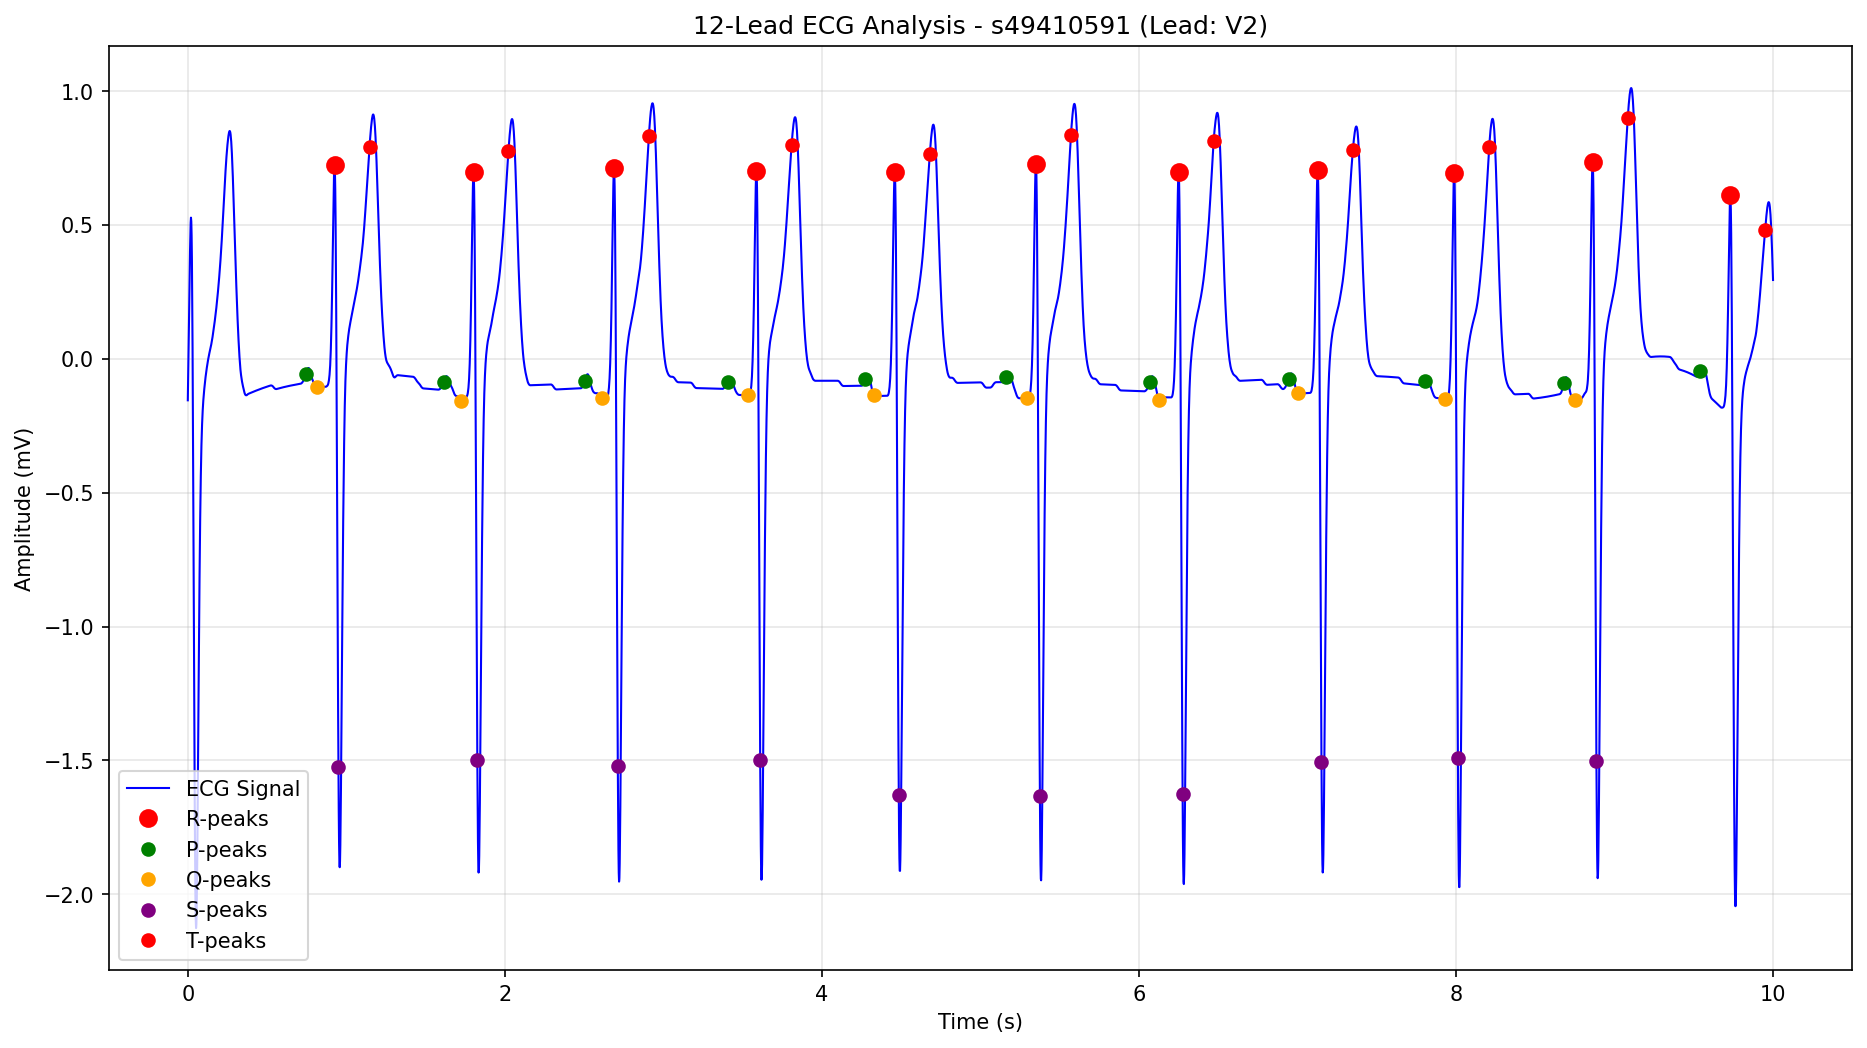 12-Lead ECG Analysis - s49410591 (Lead: V2)
1.0
0.5
0.0
−0.5
−1.0
−1.5
−2.0
Amplitude (mV)
ECG Signal
R-peaks
P-peaks
Q-peaks
S-peaks
T-peaks
0 2 4 6 8 10
Time (s)